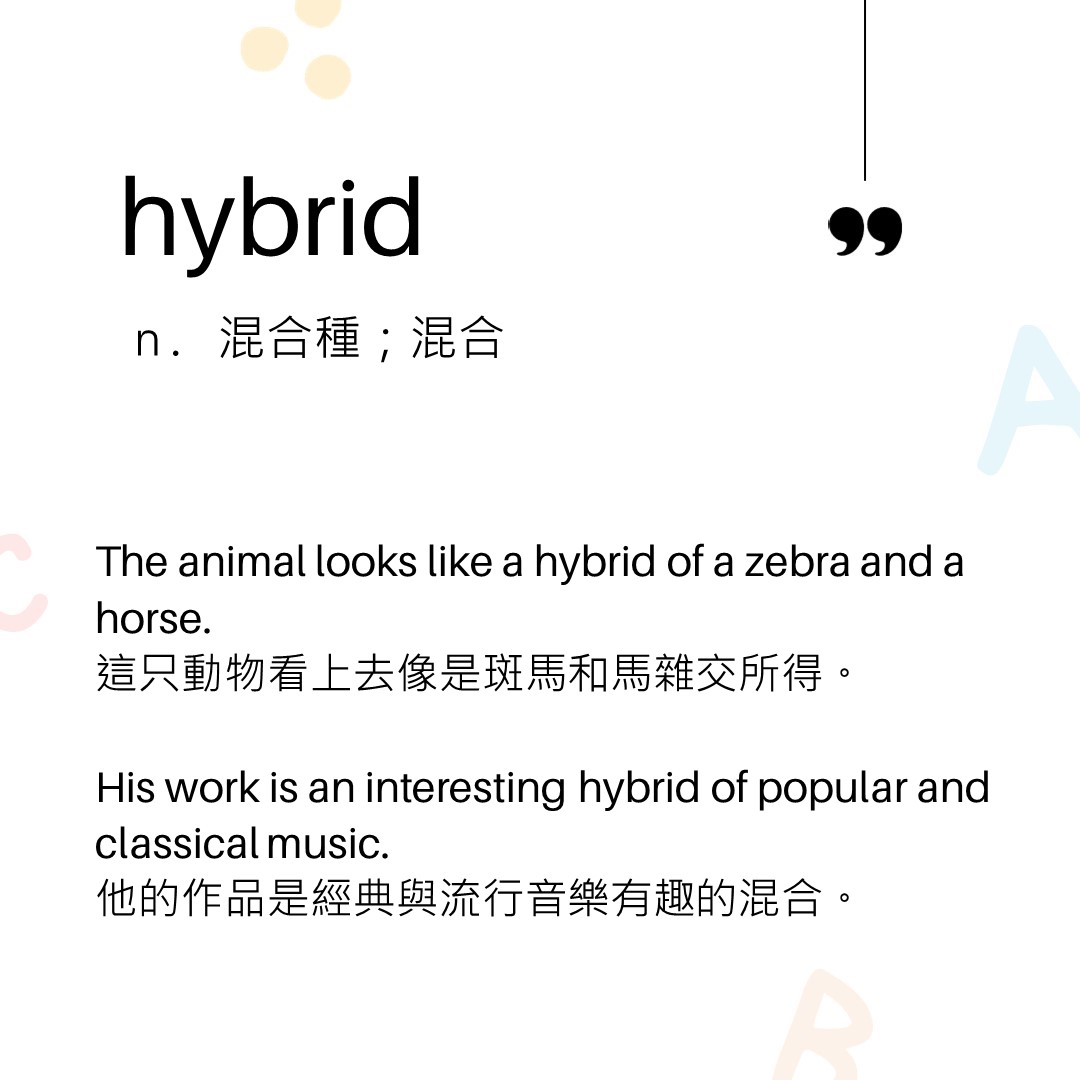 hybrid
”
n. 混合種；混合
The animal looks like a hybrid of a zebra and a
horse.
這只動物看上去像是斑馬和馬雜交所得。
His work is an interesting hybrid of popular and
classical music.
他的作品是經典與流行音樂有趣的混合。
A
C
B